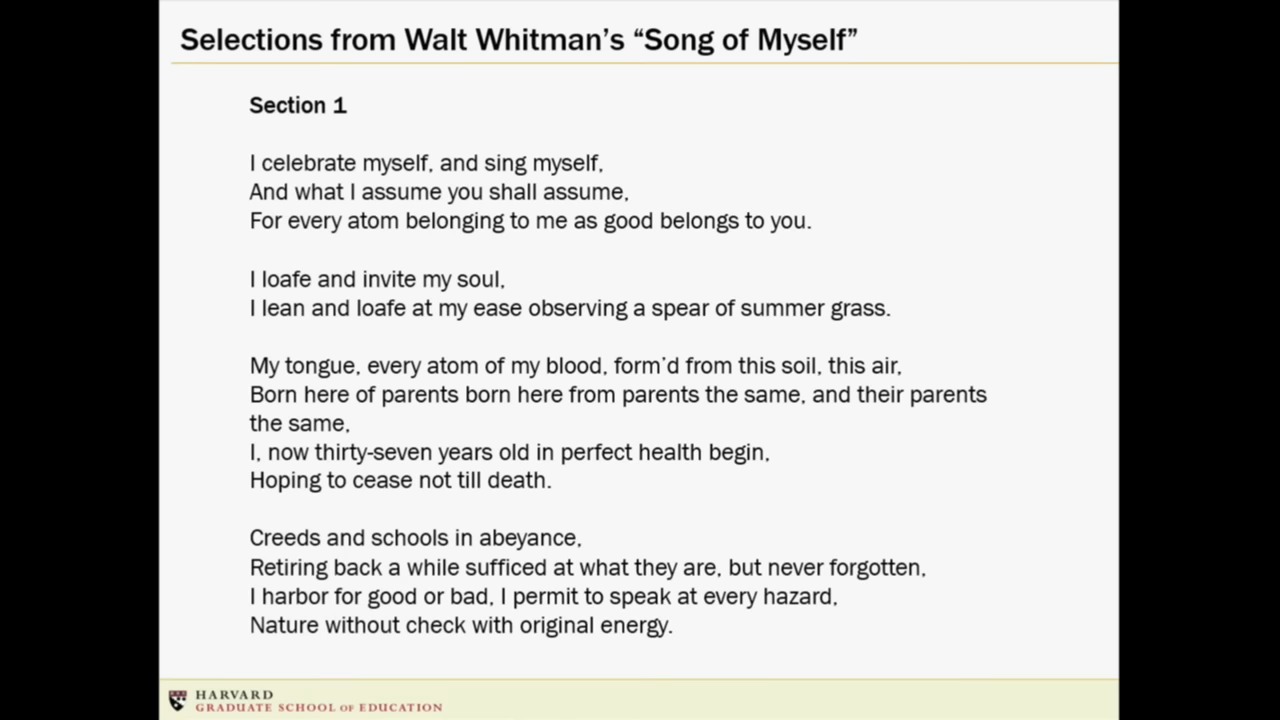 Selections from Walt Whitman’s “Song of Myself”
Section 1
I celebrate myself, and sing myself,
And what I assume you shall assume,
For every atom belonging to me as good belongs to you.
I loafe and invite my soul,
I lean and loafe at my ease observing a spear of summer grass.
My tongue, every atom of my blood, form’d from this soil, this air,
Born here of parents born here from parents the same, and their parents
the same,
I, now thirty-seven years old in perfect health begin,
Hoping to cease not till death.
Creeds and schools in abeyance,
Retiring back a while sufficed at what they are, but never forgotten,
I harbor for good or bad, I permit to speak at every hazard,
Nature without check with original energy.
HARVARD
GRADUATE SCHOOL OF EDUCATION